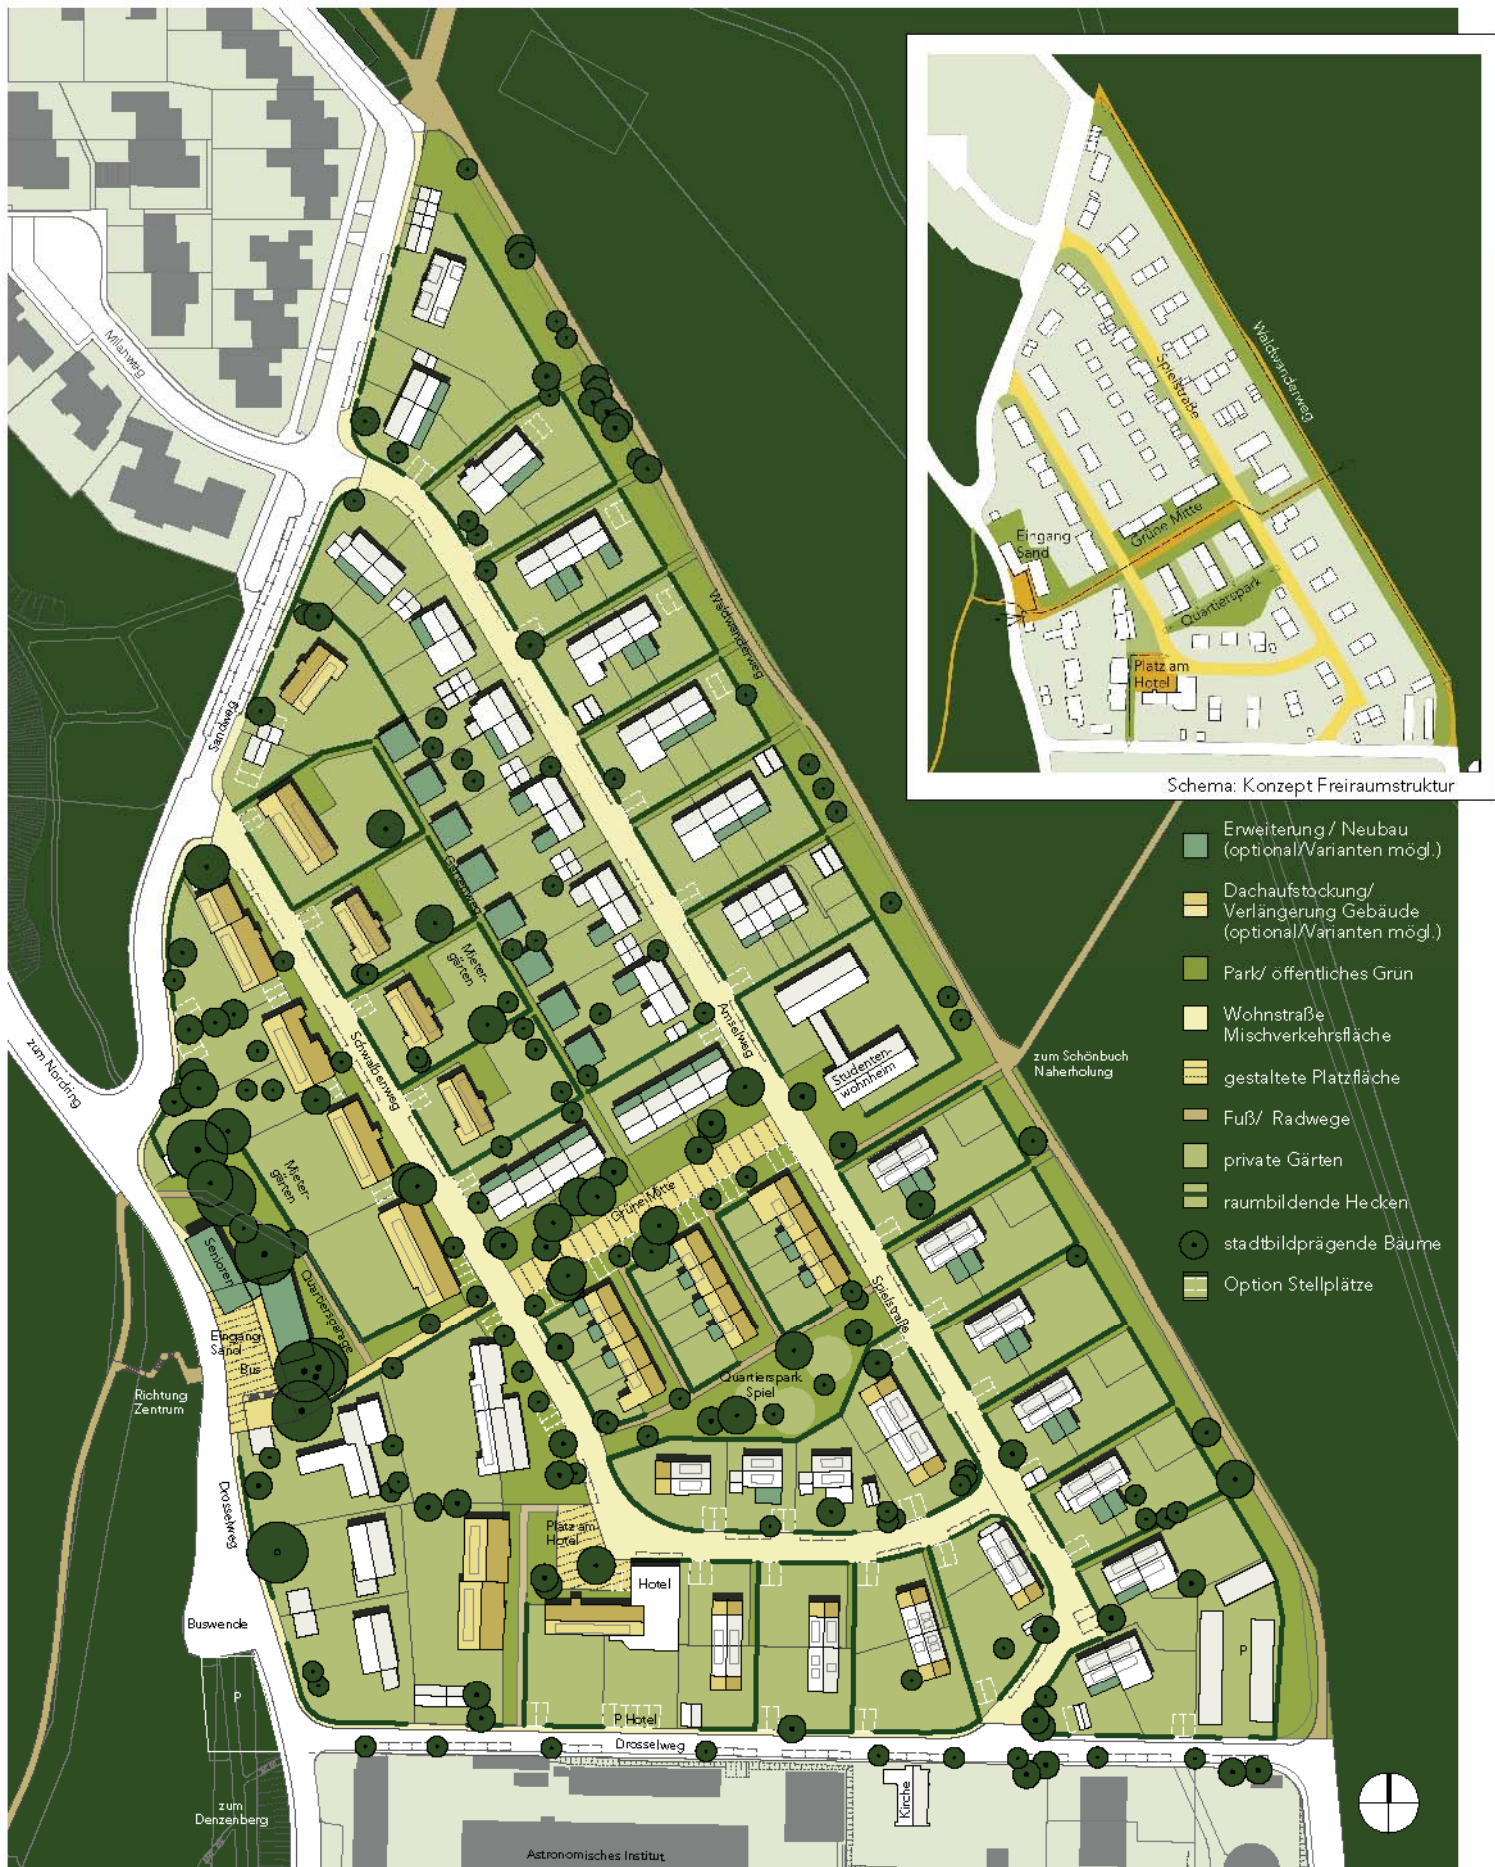 Milanweg
Sandweg
Waldwanderweg
Gartenweg
Mieter-
gärten
Schwalbenweg
Amselweg
Studenten-
wohnheim
zum Schönbuch
Naherholung
zum Nordring
Mieter-
gärten
Grüne Mitte
Senioren
Quartiersgarage
Eingang
Sand
Bus
Richtung
Zentrum
Spielstraße
Quartierspark
Spiel
Drosselweg
Platz am
Hotel
Hotel
Buswende
P
P
P Hotel
Drosselweg
zum
Denzenberg
Kirche
Astronomisches Institut
Waldwanderweg
Spielstraße
Grüne Mitte
Eingang
Sand
Quartierspark
Platz am
Hotel
Schema: Konzept Freiraumstruktur
Erweiterung / Neubau
(optional/Varianten mögl.)
Dachaufstockung/
Verlängerung Gebäude
(optional/Varianten mögl.)
Park/ öffentliches Grün
Wohnstraße
Mischverkehrsfläche
gestaltete Platzfläche
Fuß/ Radwege
private Gärten
raumbildende Hecken
stadtbildprägende Bäume
Option Stellplätze